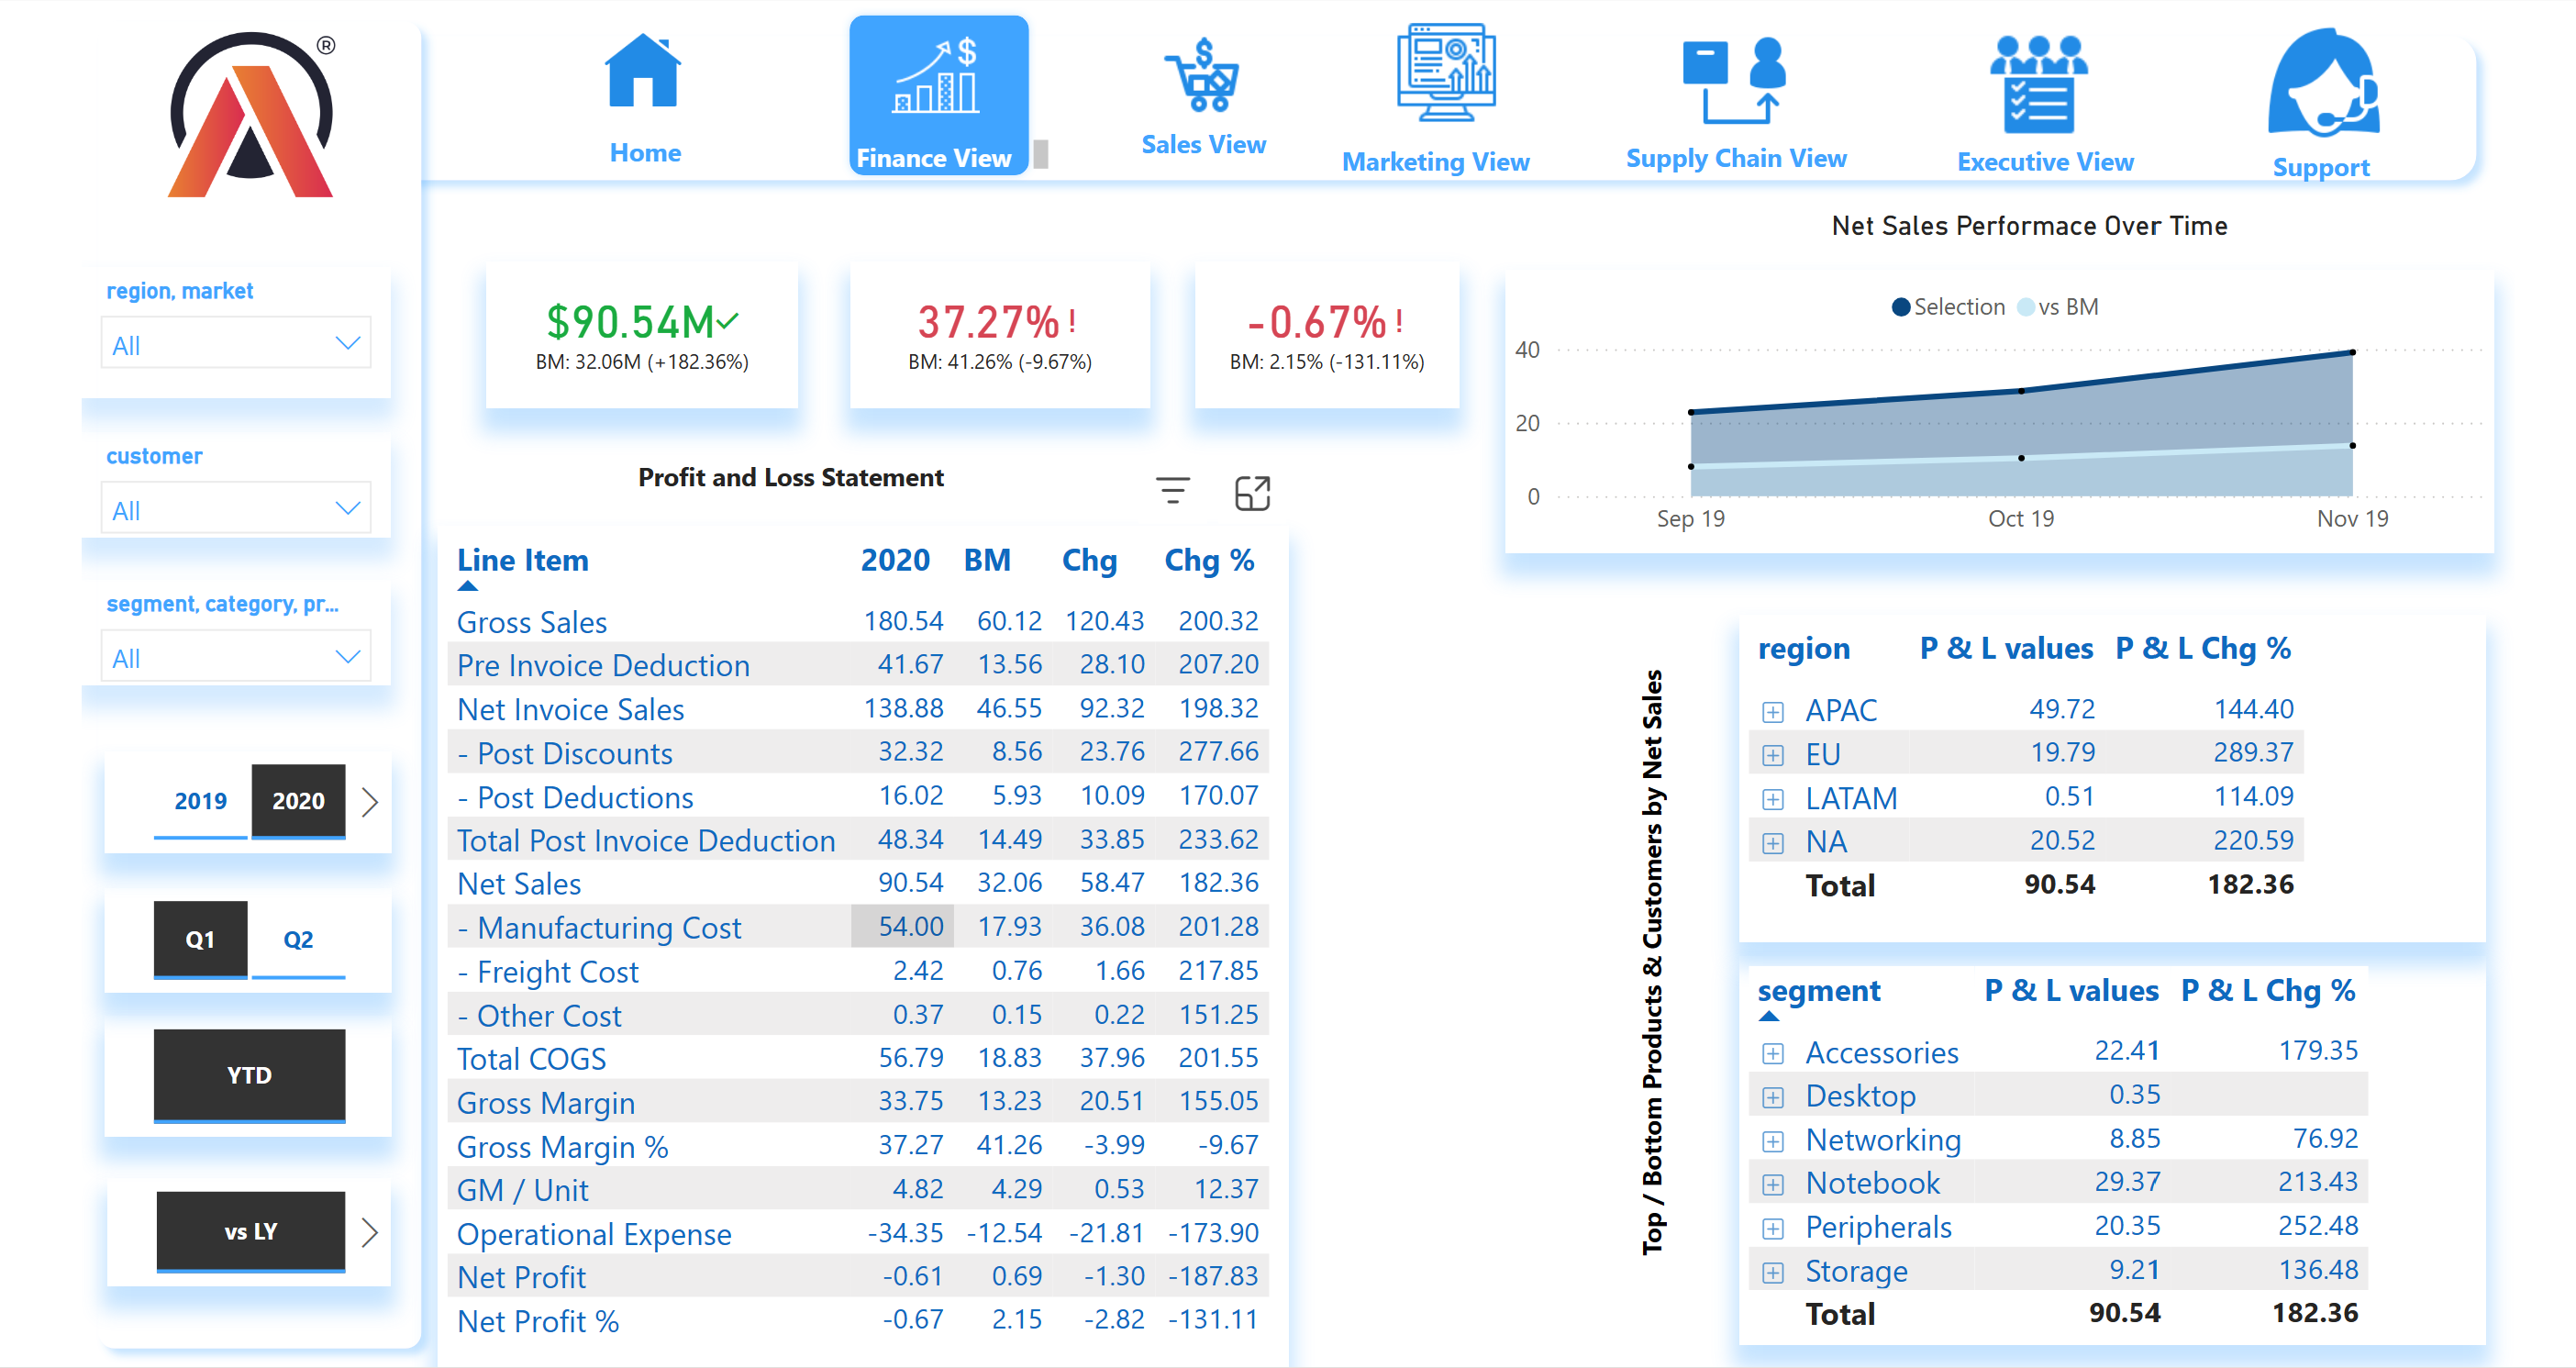 ®
Home
Finance View
Sales View
Marketing View
Supply Chain View
Executive View
Support
region, market
All
customer
All
segment, category, pr...
All
2019 2020
Q1 Q2
YTD
vs LY
$90.54M
BM: 32.06M (+182.36%)
37.27% !
BM: 41.26% (-9.67%)
-0.67% !
BM: 2.15% (-131.11%)
Net Sales Performace Over Time
Selection vs BM
40
20
0
Sep 19 Oct 19 Nov 19
Profit and Loss Statement
Line Item 2020 BM Chg Chg %
Gross Sales 180.54 60.12 120.43 200.32
Pre Invoice Deduction 41.67 13.56 28.10 207.20
Net Invoice Sales 138.88 46.55 92.32 198.32
- Post Discounts 32.32 8.56 23.76 277.66
- Post Deductions 16.02 5.93 10.09 170.07
Total Post Invoice Deduction 48.34 14.49 33.85 233.62
Net Sales 90.54 32.06 58.47 182.36
- Manufacturing Cost 54.00 17.93 36.08 201.28
- Freight Cost 2.42 0.76 1.66 217.85
- Other Cost 0.37 0.15 0.22 151.25
Total COGS 56.79 18.83 37.96 201.55
Gross Margin 33.75 13.23 20.51 155.05
Gross Margin % 37.27 41.26 -3.99 -9.67
GM / Unit 4.82 4.29 0.53 12.37
Operational Expense -34.35 -12.54 -21.81 -173.90
Net Profit -0.61 0.69 -1.30 -187.83
Net Profit % -0.67 2.15 -2.82 -131.11
Top / Bottom Products & Customers by Net Sales
region P & L values P & L Chg %
APAC 49.72 144.40
EU 19.79 289.37
LATAM 0.51 114.09
NA 20.52 220.59
Total 90.54 182.36
segment P & L values P & L Chg %
Accessories 22.41 179.35
Desktop 0.35
Networking 8.85 76.92
Notebook 29.37 213.43
Peripherals 20.35 252.48
Storage 9.21 136.48
Total 90.54 182.36